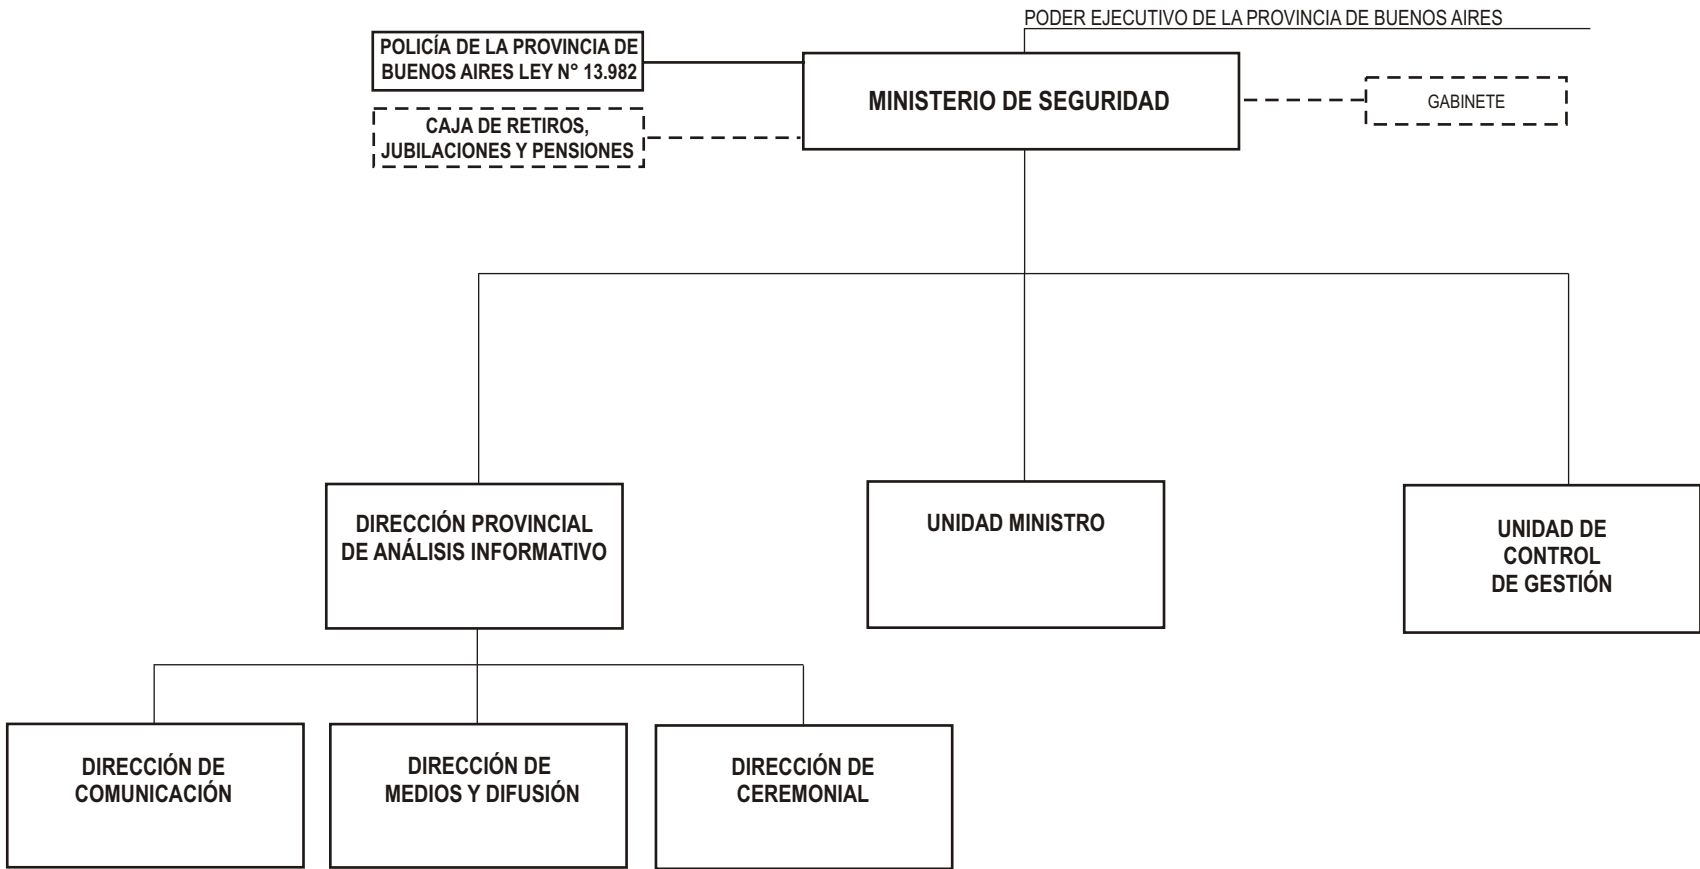 PODER EJECUTIVO DE LA PROVINCIA DE BUENOS AIRES
POLICÍA DE LA PROVINCIA DE
BUENOS AIRES LEY N° 13.982
MINISTERIO DE SEGURIDAD
GABINETE
CAJA DE RETIROS,
JUBILACIONES Y PENSIONES
DIRECCIÓN PROVINCIAL
DE ANÁLISIS INFORMATIVO
UNIDAD MINISTRO
UNIDAD DE
CONTROL
DE GESTIÓN
DIRECCIÓN DE
COMUNICACIÓN
DIRECCIÓN DE
MEDIOS Y DIFUSIÓN
DIRECCIÓN DE
CEREMONIAL